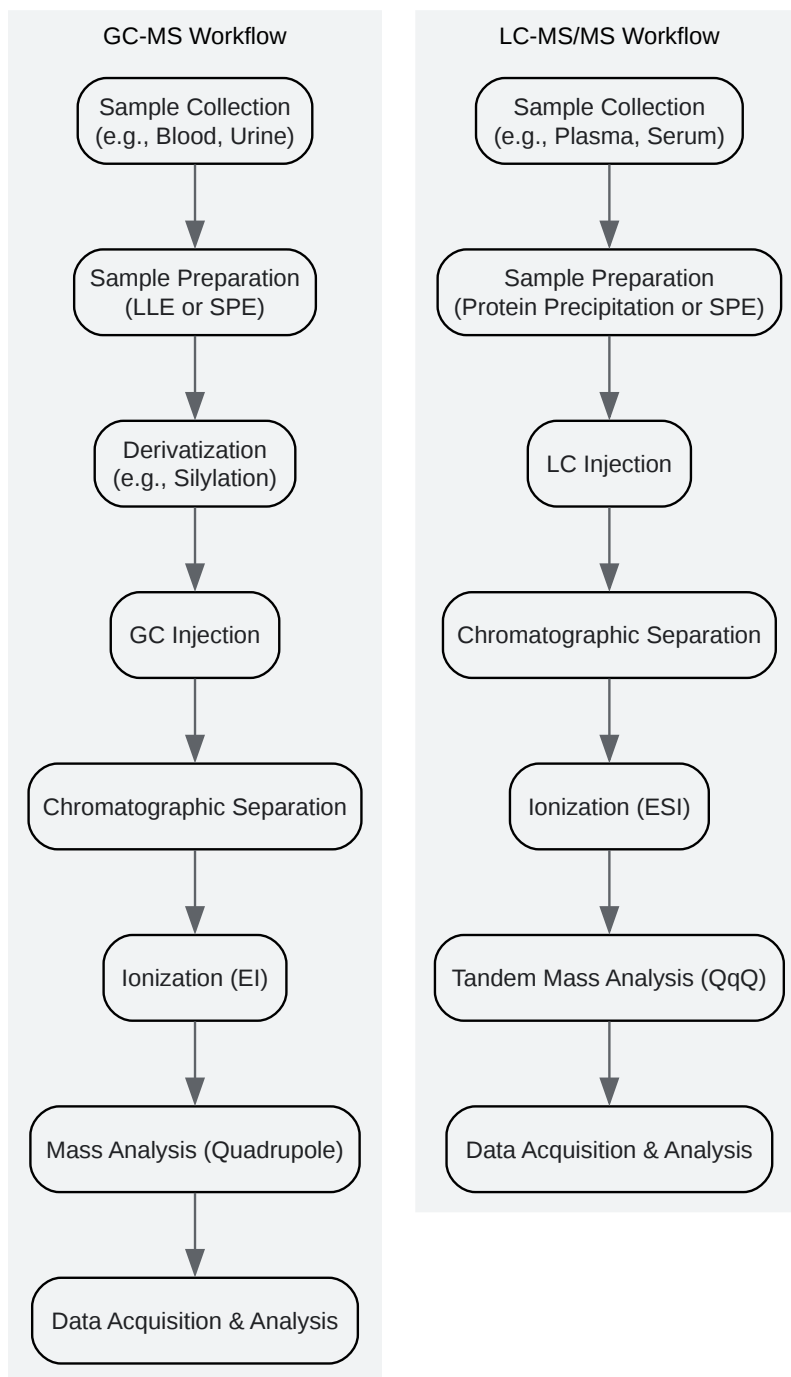 GC-MS Workflow
Sample Collection
(e.g., Blood, Urine)
Sample Preparation
(LLE or SPE)
Derivatization
(e.g., Silylation)
GC Injection
Chromatographic Separation
Ionization (EI)
Mass Analysis (Quadrupole)
Data Acquisition & Analysis
LC-MS/MS Workflow
Sample Collection
(e.g., Plasma, Serum)
Sample Preparation
(Protein Precipitation or SPE)
LC Injection
Chromatographic Separation
Ionization (ESI)
Tandem Mass Analysis (QqQ)
Data Acquisition & Analysis